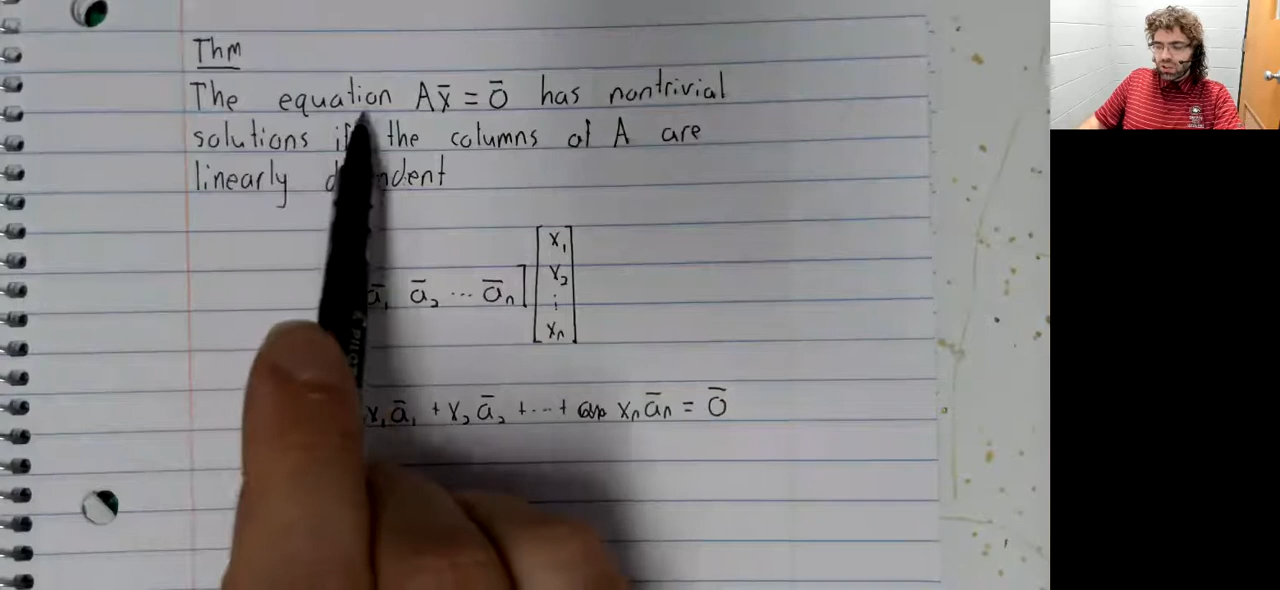 Thm
The equation Ax̄ = 0̄ has nontrivial
solutions the columns of A are
linearly
ā₁ ā₂ ... āₙ] [x₁ x₂ ⋮ xₙ]
x₁ā₁ + x₂ā₂ + ... + xₙāₙ = 0̄